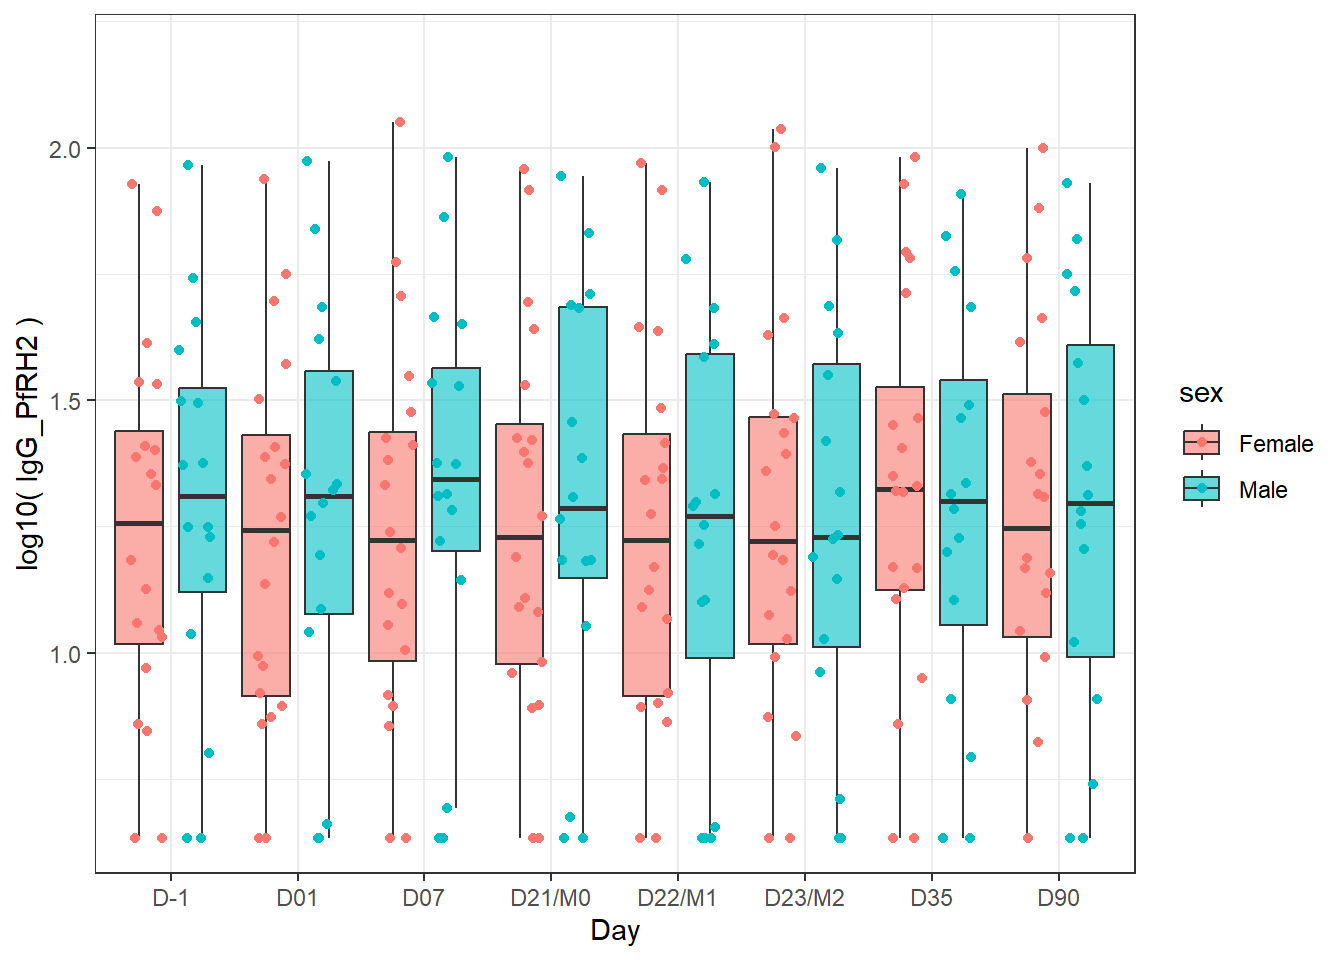 2.0
1.5
1.0
log10( IgG_PfRH2 )
D-1 D01 D07 D21/M0 D22/M1 D23/M2 D35 D90
Day
sex
Female
Male